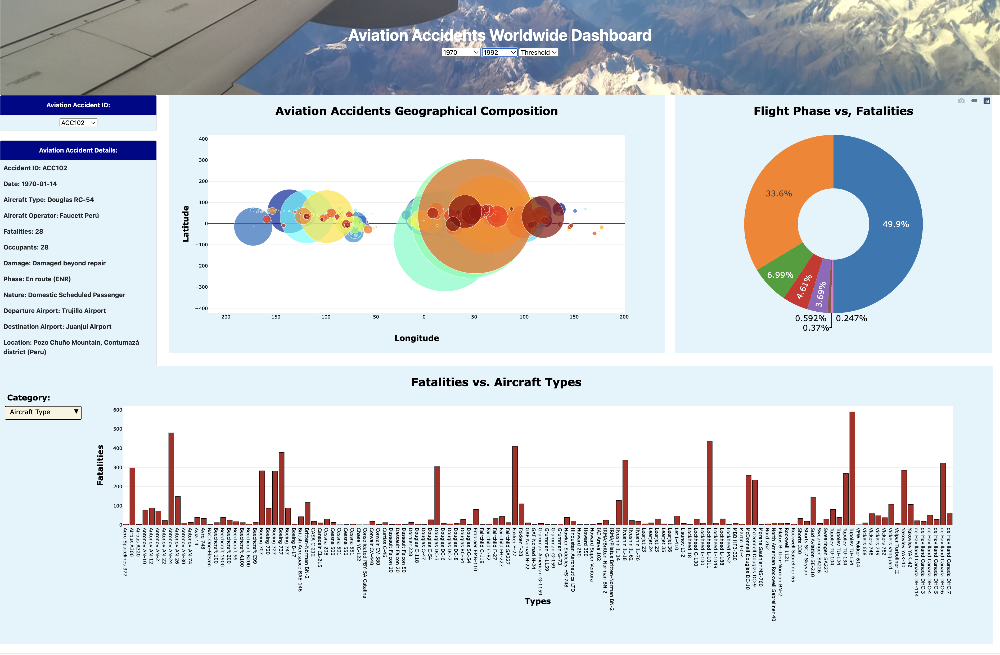 Aviation Accidents Worldwide Dashboard
1970 1992 Threshold
Aviation Accident ID:
ACC102
Aviation Accident Details:
Accident ID: ACC102
Date: 1970-01-14
Aircraft Type: Douglas RC-54
Aircraft Operator: Faucett Perú
Fatalities: 28
Occupants: 28
Damage: Damaged beyond repair
Phase: En route (ENR)
Nature: Domestic Scheduled Passenger
Departure Airport: Trujillo Airport
Destination Airport: Juanjuí Airport
Location: Pozo Chuño Mountain, Contumazá
district (Peru)
Aviation Accidents Geographical Composition
Latitude
400
300
200
100
0
−100
−200
−300
−400
−200 −150 −100 −50 0 50 100 150 200
Longitude
Flight Phase vs, Fatalities
49.9%
33.6%
6.99%
4.61%
3.69%
0.592%
0.37%
0.247%
Fatalities vs. Aircraft Types
Category:
Aircraft Type ▼
Fatalities
600
500
400
300
200
100
0
Aero Spacelines 377
Airbus A300
Airbus A320
Antonov AN-10
Antonov AN-12
Antonov AN-2
Antonov AN-22
Antonov AN-24
Antonov AN-26
Antonov AN-30
Antonov AN-74
Avia 14
Avro 748
BAC One-Eleven
Beechcraft 100
Beechcraft 1900
Beechcraft 200
Beechcraft 99
Beechcraft A100
Beechcraft B200
Beechcraft C99
Boeing 707
Boeing 720
Boeing 727
Boeing 737
Boeing 747
Boeing B-17
British Aerospace BAE-146
Britten-Norman BN-2
CASA C-212
Canadair CL-215
Cessna 208
Cessna 500
Cessna 501
Cessna 550
Cessna 551
Chase YC-122
Consolidated PBY-5A Catalina
Convair CV-440
Convair CV-580
Curtiss C-46
Dassault Falcon 10
Dassault Falcon 20
Dassault Falcon 50
Dornier 228
Douglas C-118
Douglas C-47
Douglas C-54
Douglas DC-3
Douglas DC-6
Douglas DC-7
Douglas DC-8
Douglas RC-54
Douglas SC-54
Embraer EMB-110
Fairchild C-119
Fairchild C-82
Fairchild F-27
Fairchild FH-227
Fairchild SA227
Fokker F-27
Fokker F-28
GAF Nomad N-22
GAF Nomad N-24
Grumman American G-1159
Grumman G-1159
Grumman G-159
Grumman G-73
Hawker Siddeley HS-748
Hindustan Aeronautics LTD
Howard 250
Howard 350
Howard Super Ventura
IAI Arava 102
IRMA/Britten-Norman BN-2
IRMA/Pilatus Britten-Norman BN-2
Ilyushin IL-14
Ilyushin IL-18
Ilyushin IL-62
Ilyushin IL-76
Learjet 23
Learjet 24
Learjet 25
Learjet 35
Learjet 36
Let L-410
Lisunov LI-2
Lockheed 18
Lockheed C-130
Lockheed L-100
Lockheed L-1011
Lockheed L-1049
Lockheed L-188
Lockheed PV-2
MBB HFB-320
Martin 4-0-4
McDonnell Douglas DC-10
McDonnell Douglas DC-9
Morane Saulnier MS-760
Nord 262
North American Rockwell Sabreliner 40
Pilatus Britten-Norman BN-2
Rockwell 1121
Rockwell Sabreliner 65
Shorts 330
Shorts SC.7 Skyvan
Sud Aviation SE-210
Swearingen SA226
Swearingen SA227
Tupolev TU-104
Tupolev TU-124
Tupolev TU-134
Tupolev TU-154
VFW-Fokker 614
Vickers 668
Vickers 748
Vickers 749
Vickers 782
Vickers Vanguard
Volpar Turboliner II
Yakovlev YAK-40
Yakovlev YAK-42
de Havilland Canada DH-114
de Havilland Canada DHC-3
de Havilland Canada DHC-4
de Havilland Canada DHC-5
de Havilland Canada DHC-6
de Havilland Canada DHC-7
Types